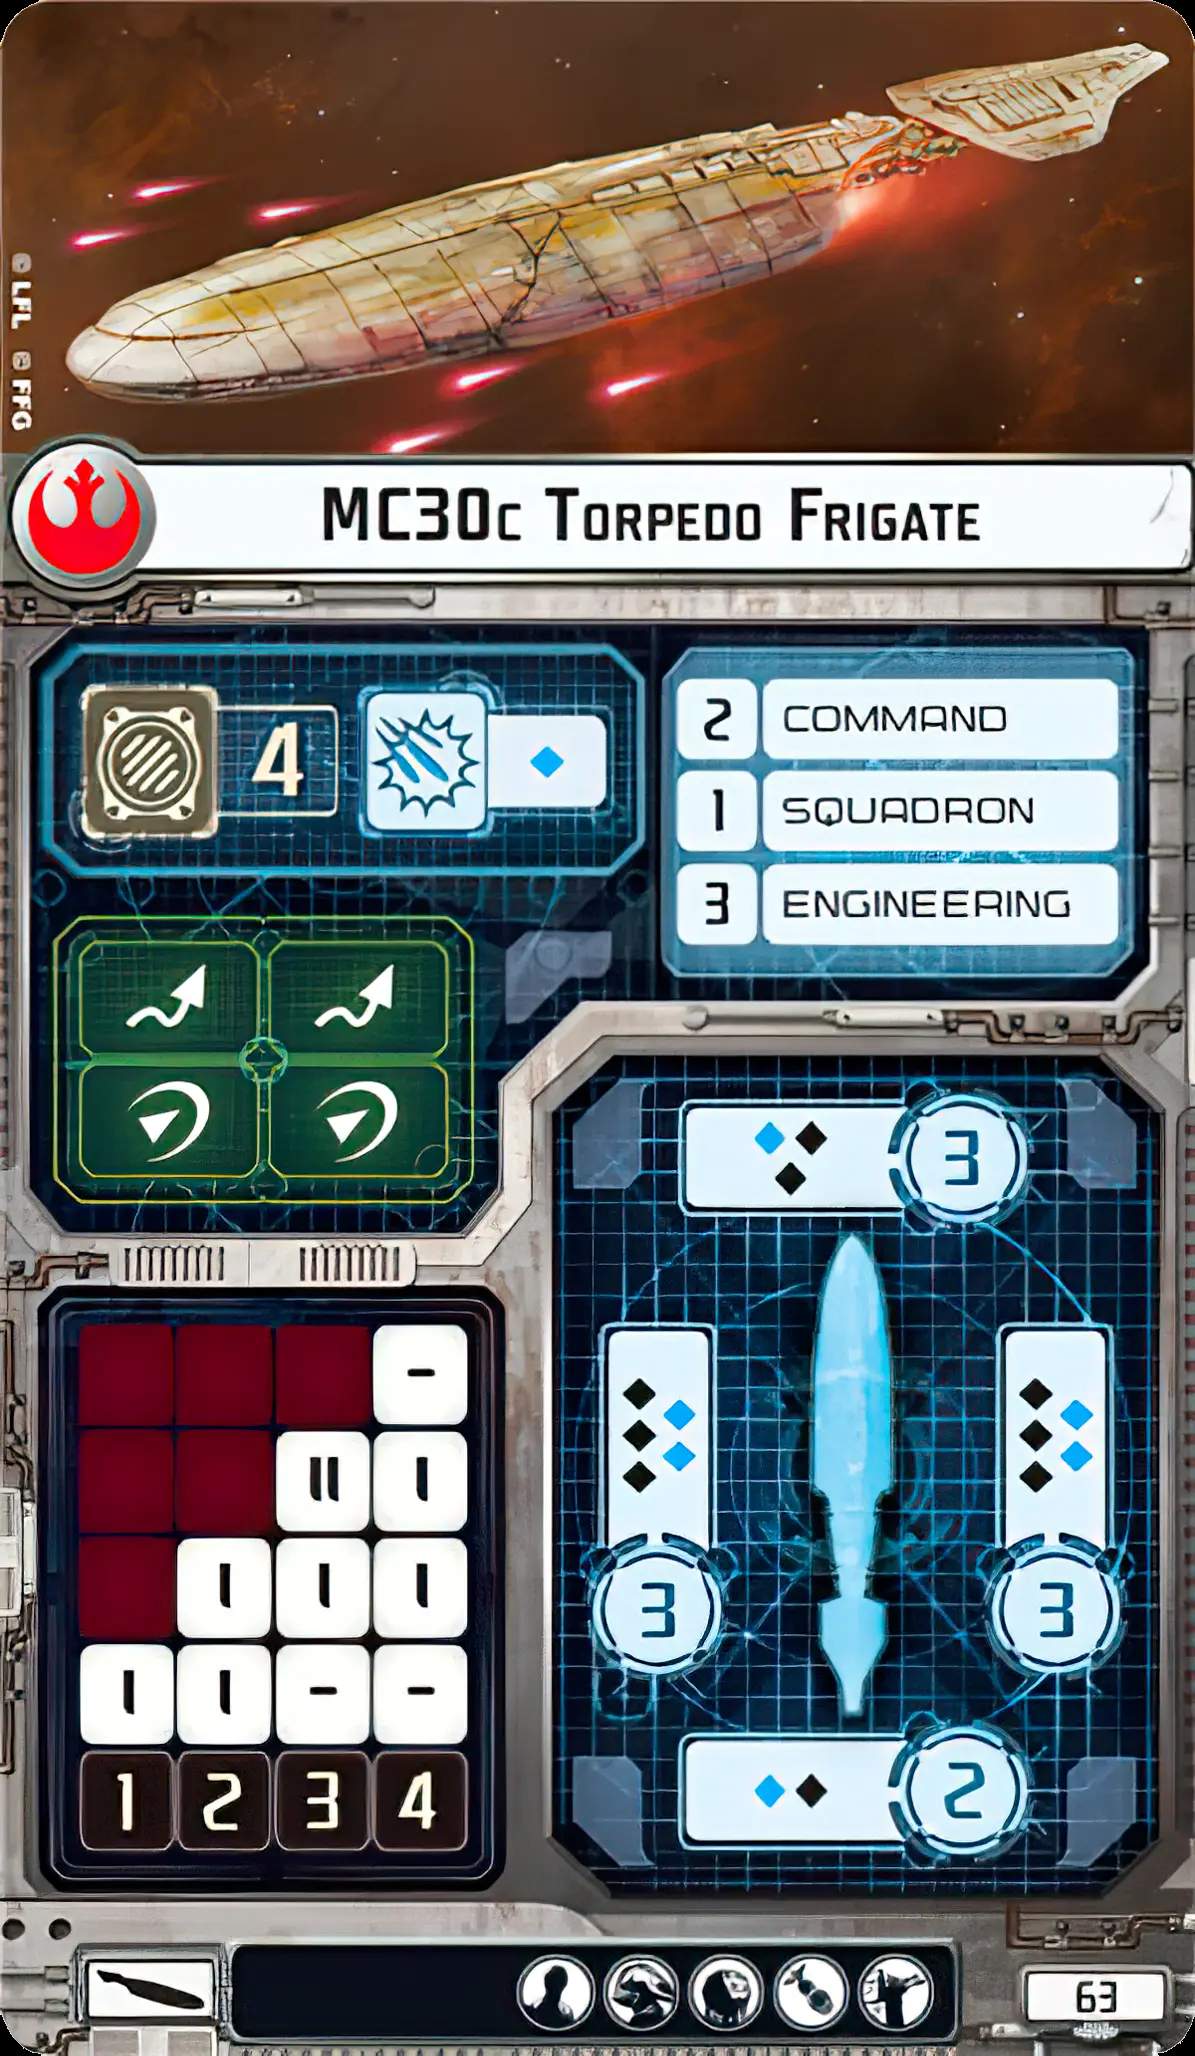 © LFL © FFG
MC30c Torpedo Frigate
4
2 COMMAND
1 SQUADRON
3 ENGINEERING
3
-
II I
I I I
I I - -
1 2 3 4
3
3
2
63